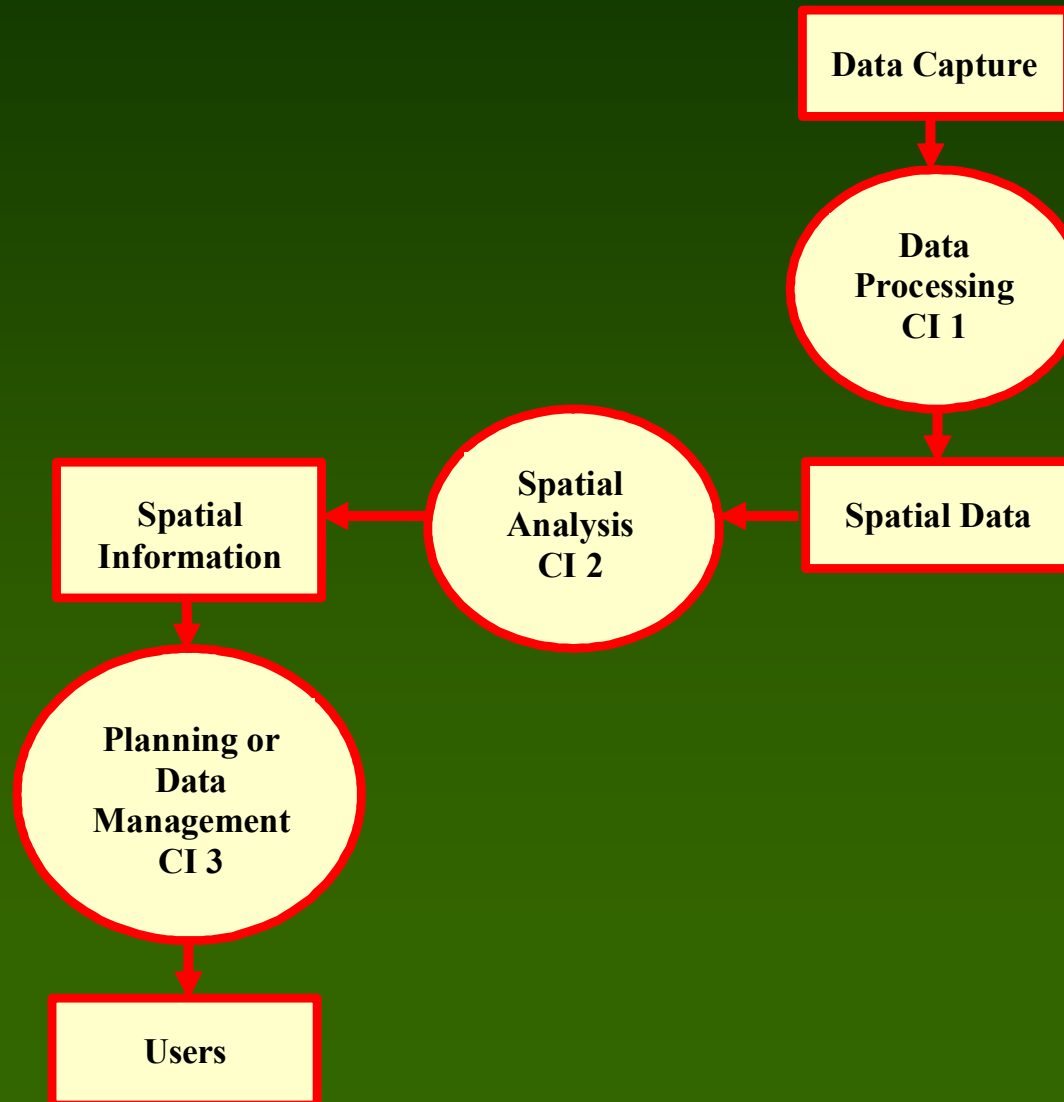 Data Capture
Data
Processing
CI 1
Spatial Data
Spatial
Analysis
CI 2
Spatial
Information
Planning or
Data
Management
CI 3
Users